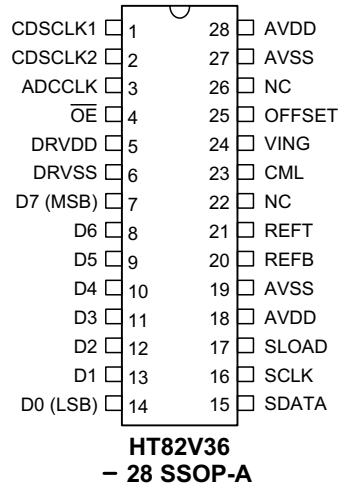 CDSCLK1 1 28 AVDD
CDSCLK2 2 27 AVSS
ADCCLK 3 26 NC
OE 4 25 OFFSET
DRVDD 5 24 VING
DRVSS 6 23 CML
D7 (MSB) 7 22 NC
D6 8 21 REFT
D5 9 20 REFB
D4 10 19 AVSS
D3 11 18 AVDD
D2 12 17 SLOAD
D1 13 16 SCLK
D0 (LSB) 14 15 SDATA
HT82V36
– 28 SSOP-A